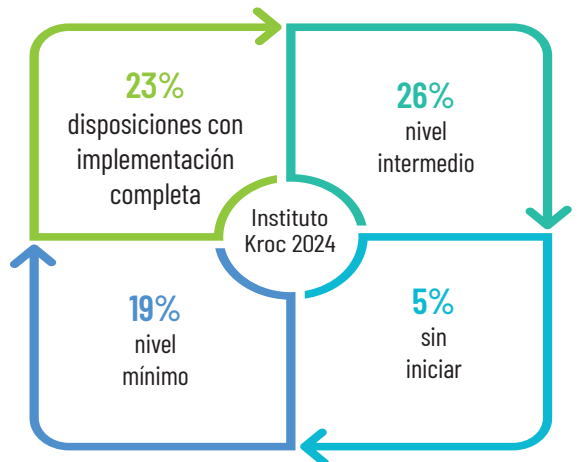 23%
disposiciones con
implementación
completa
26%
nivel
intermedio
Instituto
Kroc 2024
19%
nivel
mínimo
5%
sin
iniciar